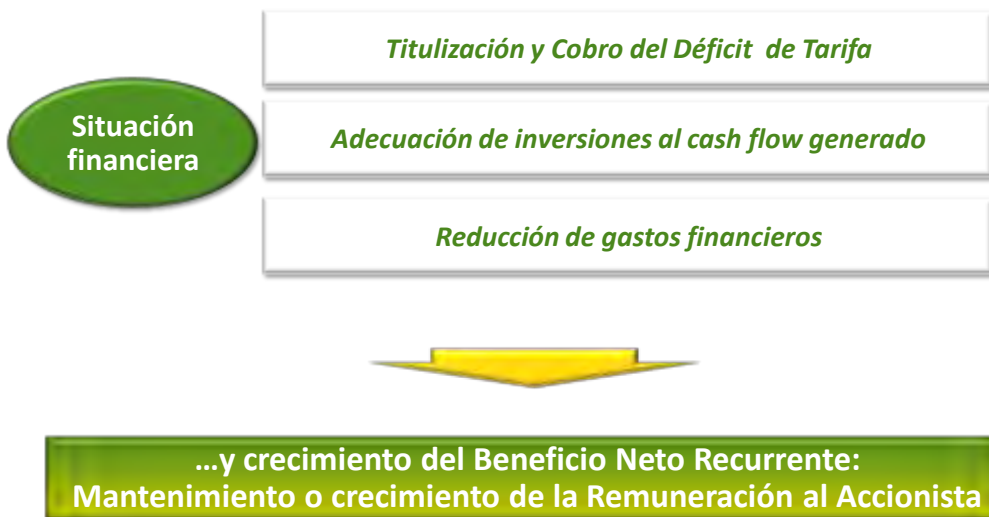 Titulización y Cobro del Déficit de Tarifa
Situación
financiera
Adecuación de inversiones al cash flow generado
Reducción de gastos financieros
...y crecimiento del Beneficio Neto Recurrente:
Mantenimiento o crecimiento de la Remuneración al Accionista